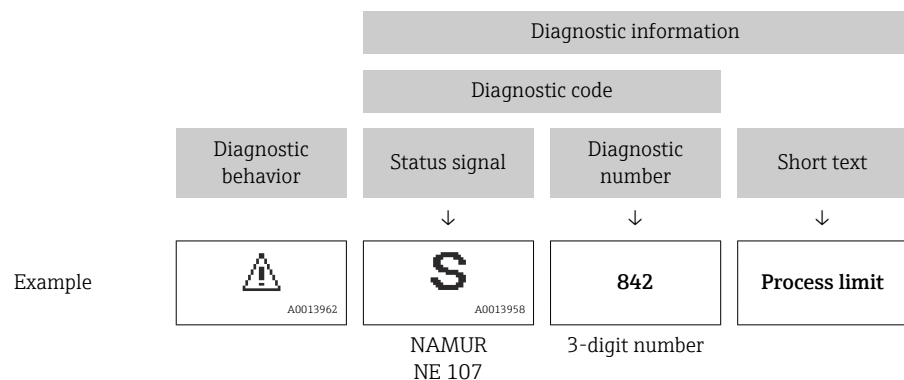 Diagnostic information
Diagnostic code
Diagnostic
behavior
Status signal
Diagnostic
number
Short text
↓ ↓ ↓
Example
A0013962
S
A0013958
842
Process limit
NAMUR
NE 107
3-digit number